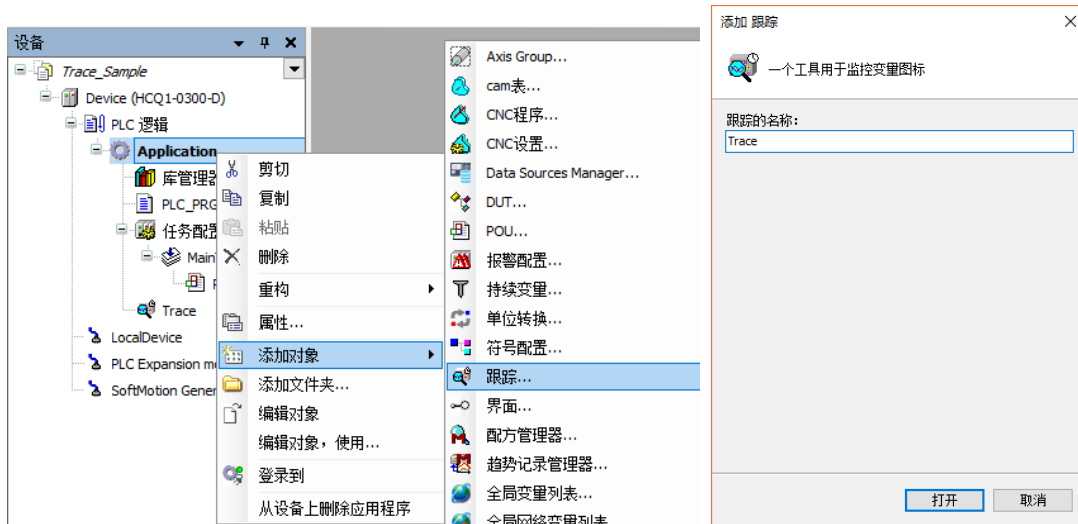 设备
Trace_Sample
Device (HCQ1-0300-D)
PLC 逻辑
Application
库管理器
PLC_PRG
任务配
Main
Trace
LocalDevice
PLC Expansion m
SoftMotion Gener
剪切
复制
粘贴
删除
重构
属性...
添加对象
添加文件夹...
编辑对象
编辑对象，使用...
登录到
从设备上删除应用程序
Axis Group...
cam表...
CNC程序...
CNC设置...
Data Sources Manager...
DUT...
POU...
报警配置...
持续变量...
单位转换...
符号配置...
跟踪...
界面...
配方管理器...
趋势记录管理器...
全局变量列表...
全局网络变量列表
添加 跟踪
一个工具用于监控变量图标
跟踪的名称：
Trace
打开
取消